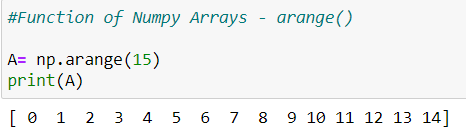 #Function of Numpy Arrays - arange()
A= np.arange(15)
print(A)
[ 0  1  2  3  4  5  6  7  8  9 10 11 12 13 14]